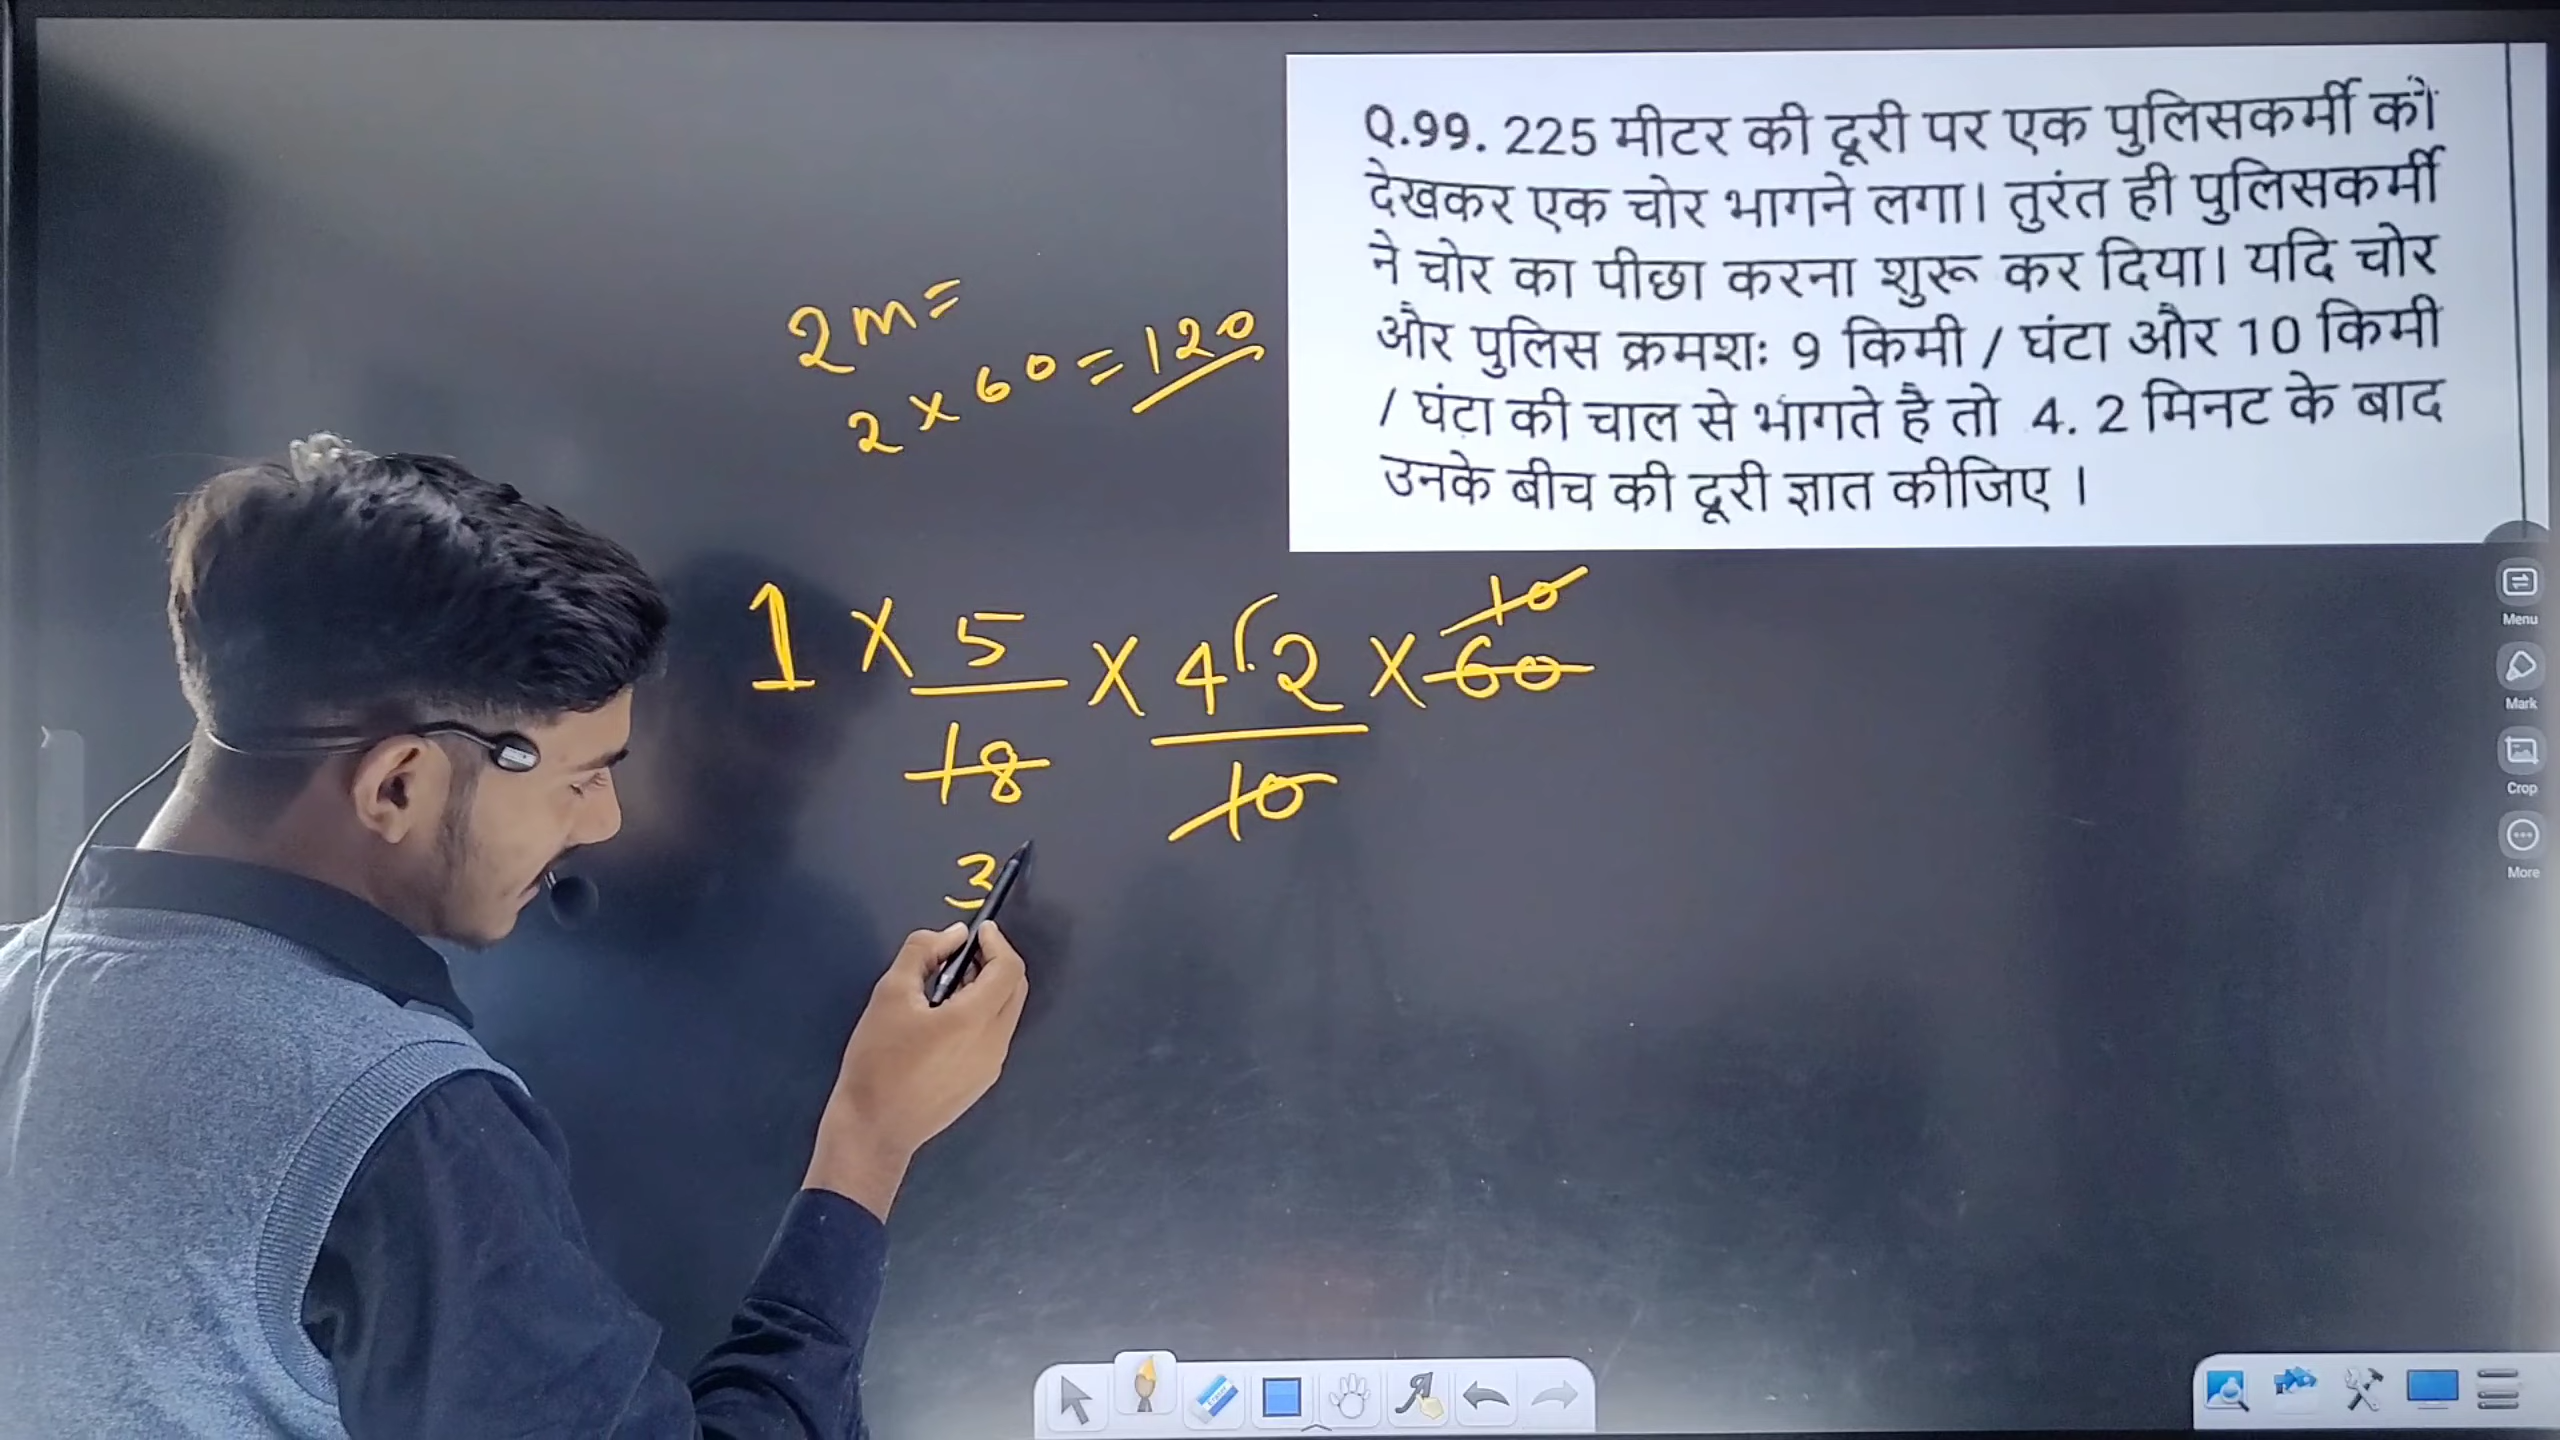 Q.99. 225 मीटर की दूरी पर एक पुलिसकर्मी को
देखकर एक चोर भागने लगा। तुरंत ही पुलिसकर्मी
ने चोर का पीछा करना शुरू कर दिया। यदि चोर
और पुलिस क्रमशः 9 किमी / घंटा और 10 किमी
/ घंटा की चाल से भागते है तो 4. 2 मिनट के बाद
उनके बीच की दूरी ज्ञात कीजिए ।
2m=
2 × 60 = 120
10
1 × 5 × 4.2 × 60
18 10
3
Menu
Mark
Crop
More